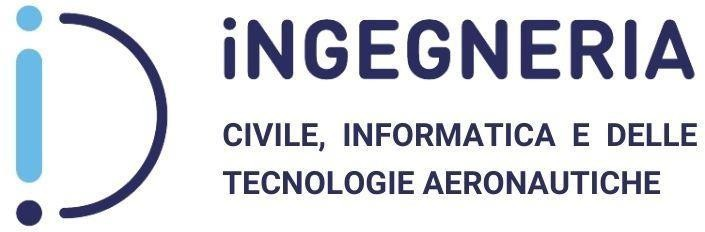 iNGEGNERIA
CIVILE, INFORMATICA E DELLE
TECNOLOGIE AERONAUTICHE